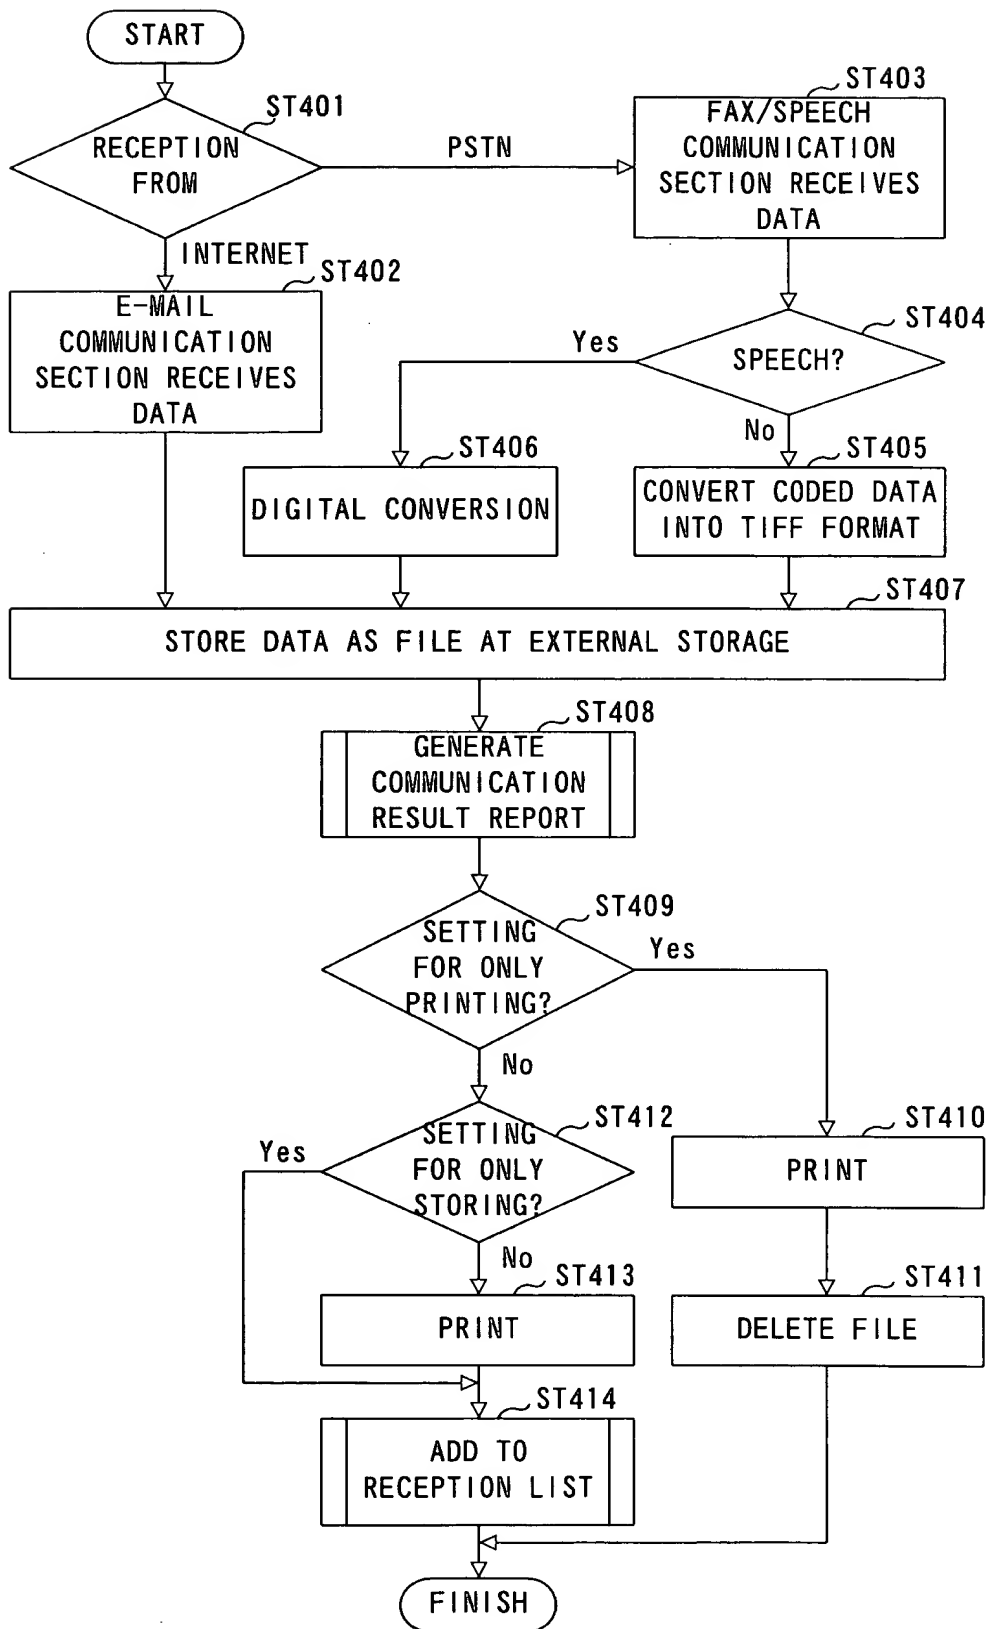 START
ST401
RECEPTION
FROM
PSTN
ST403
FAX/SPEECH
COMMUNICATION
SECTION RECEIVES
DATA
INTERNET
ST402
E-MAIL
COMMUNICATION
SECTION RECEIVES
DATA
ST404
SPEECH?
Yes
No
ST406
DIGITAL CONVERSION
ST405
CONVERT CODED DATA
INTO TIFF FORMAT
ST407
STORE DATA AS FILE AT EXTERNAL STORAGE
ST408
GENERATE
COMMUNICATION
RESULT REPORT
ST409
SETTING
FOR ONLY
PRINTING?
Yes
No
ST412
SETTING
FOR ONLY
STORING?
Yes
No
ST410
PRINT
ST411
DELETE FILE
ST413
PRINT
ST414
ADD TO
RECEPTION LIST
FINISH